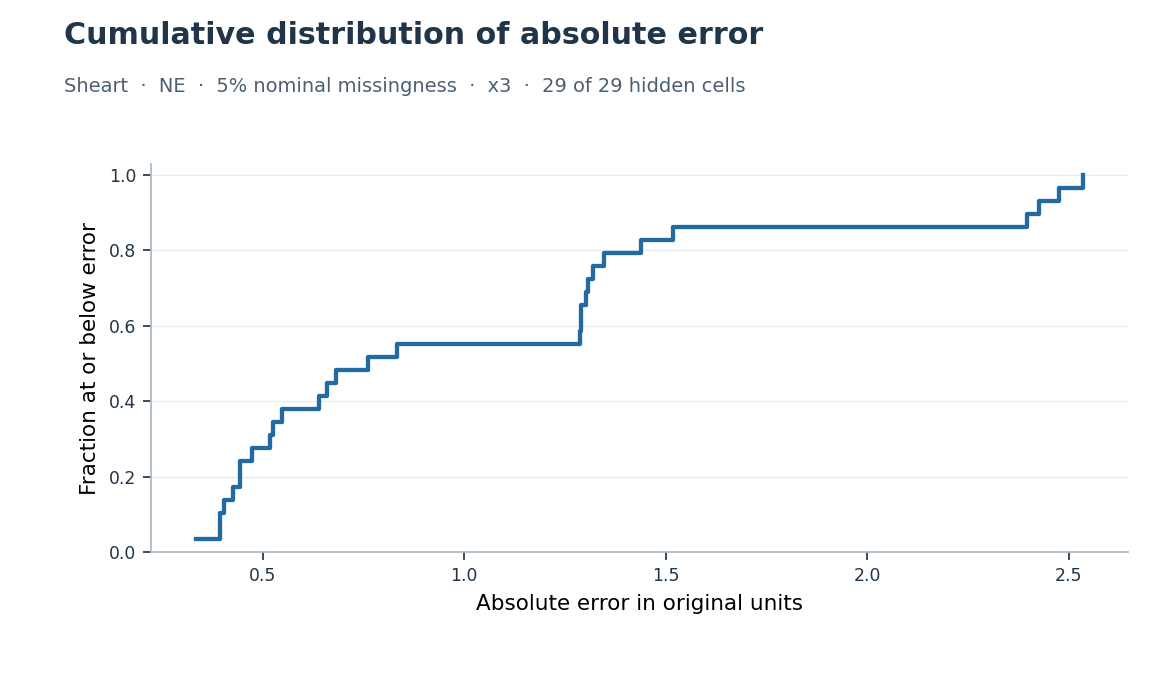 Cumulative distribution of absolute error
Sheart · NE · 5% nominal missingness · x3 · 29 of 29 hidden cells
Fraction at or below error
1.0
0.8
0.6
0.4
0.2
0.0
0.5 1.0 1.5 2.0 2.5
Absolute error in original units